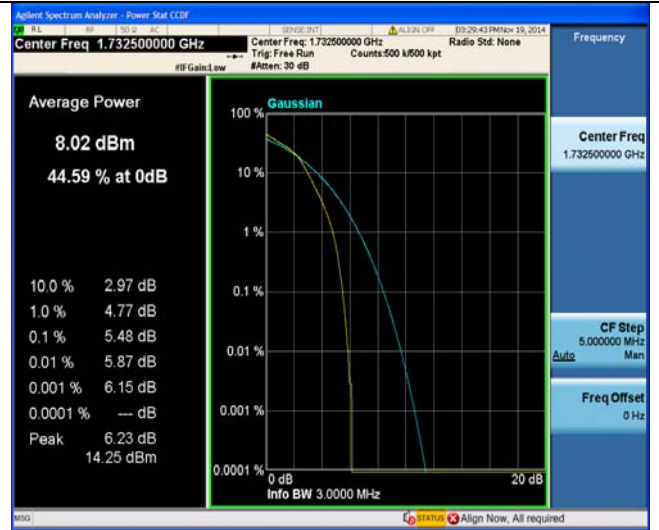 Agilent Spectrum Analyzer - Power Stat CCDF
RL RF 50 Ω AC SENSE:INT ALIGN OFF 03:29:43 PM Nov 19, 2014
Center Freq 1.732500000 GHz
Center Freq: 1.732500000 GHz Radio Std: None
Trig: Free Run Counts:500 k/500 kpt
#IFGain:Low #Atten: 30 dB
Frequency
Average Power
8.02 dBm
44.59 % at 0dB
10.0 % 2.97 dB
1.0 % 4.77 dB
0.1 % 5.48 dB
0.01 % 5.87 dB
0.001 % 6.15 dB
0.0001 % --- dB
Peak 6.23 dB
14.25 dBm
Gaussian
100 %
10 %
1 %
0.1 %
0.01 %
0.001 %
0.0001 %
0 dB 20 dB
Info BW 3.0000 MHz
Center Freq
1.732500000 GHz
CF Step
5.000000 MHz
Auto Man
Freq Offset
0 Hz
MSG STATUS Align Now, All required